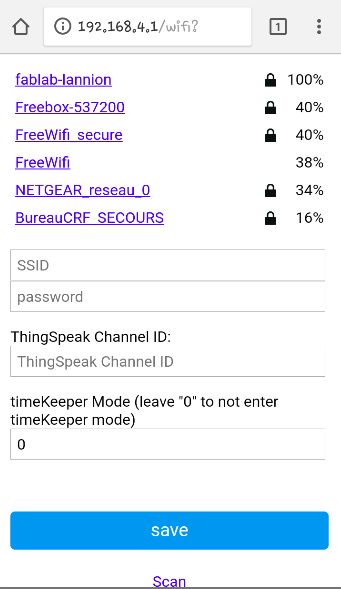 192.168.4.1/wifi?
1
fablab-lannion 100%
Freebox-537200 40%
FreeWifi_secure 40%
FreeWifi 38%
NETGEAR_reseau_0 34%
BureauCRF_SECOURS 16%
SSID
password
ThingSpeak Channel ID:
ThingSpeak Channel ID
timeKeeper Mode (leave "0" to not enter
timeKeeper mode)
0
save
Scan